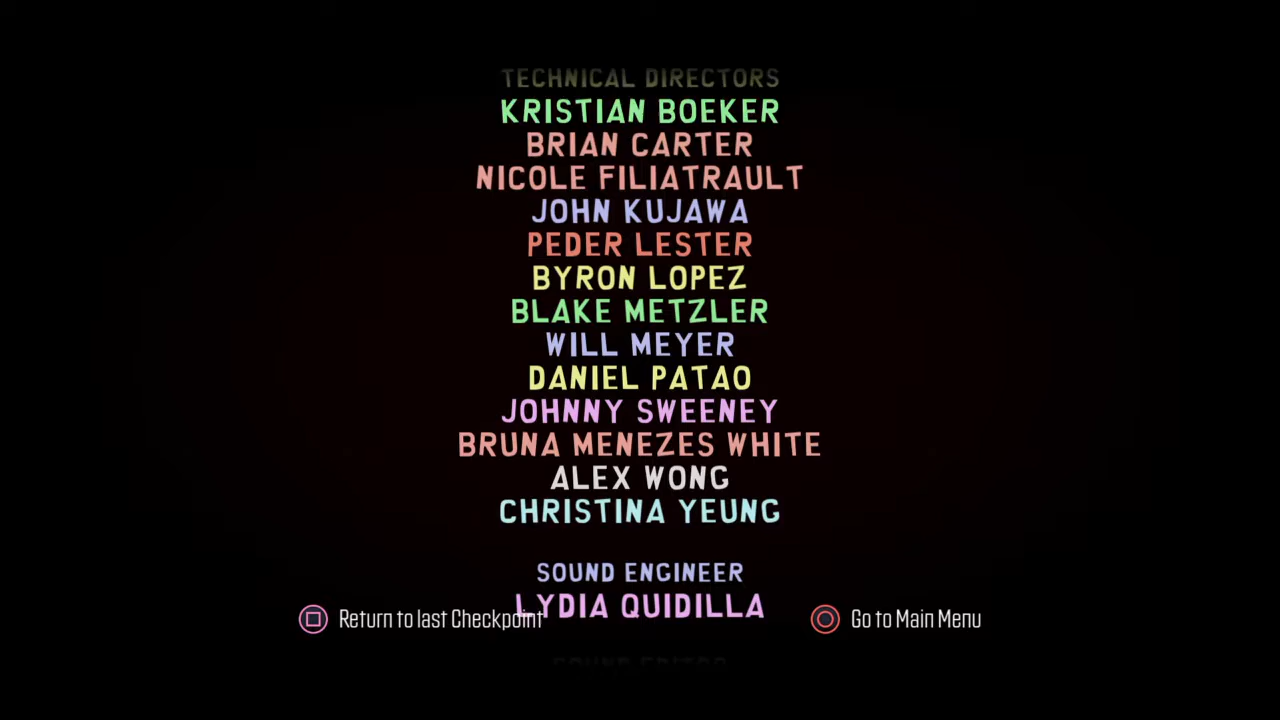 TECHNICAL DIRECTORS
KRISTIAN BOEKER
BRIAN CARTER
NICOLE FILIATRAULT
JOHN KUJAWA
PEDER LESTER
BYRON LOPEZ
BLAKE METZLER
WILL MEYER
DANIEL PATAO
JOHNNY SWEENEY
BRUNA MENEZES WHITE
ALEX WONG
CHRISTINA YEUNG
SOUND ENGINEER
LYDIA QUIDILLA
Return to last Checkpoint
Go to Main Menu
SOUND EDITOR